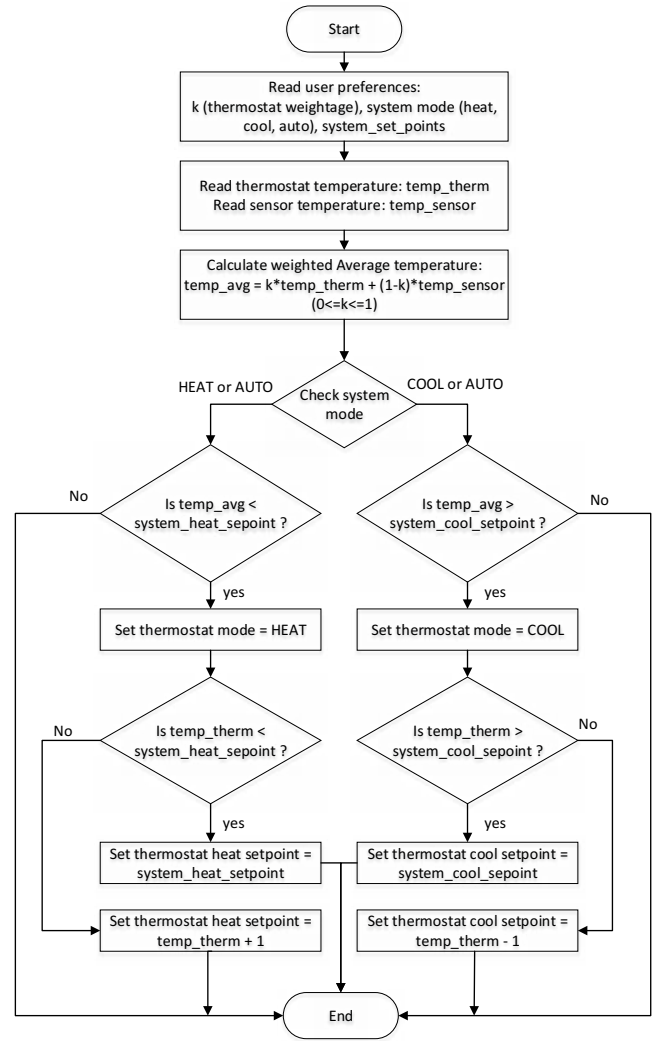 Start
Read user preferences:
k (thermostat weightage), system mode (heat,
cool, auto), system_set_points
Read thermostat temperature: temp_therm
Read sensor temperature: temp_sensor
Calculate weighted Average temperature:
temp_avg = k*temp_therm + (1-k)*temp_sensor
(0<=k<=1)
HEAT or AUTO
COOL or AUTO
Check system
mode
No
Is temp_avg <
system_heat_sepoint ?
yes
Is temp_avg >
system_cool_setpoint ?
No
yes
Set thermostat mode = HEAT
Set thermostat mode = COOL
No
Is temp_therm <
system_heat_sepoint ?
yes
Is temp_therm >
system_cool_sepoint ?
No
yes
Set thermostat heat setpoint =
system_heat_setpoint
Set thermostat cool setpoint =
system_cool_sepoint
Set thermostat heat setpoint =
temp_therm + 1
Set thermostat cool setpoint =
temp_therm - 1
End